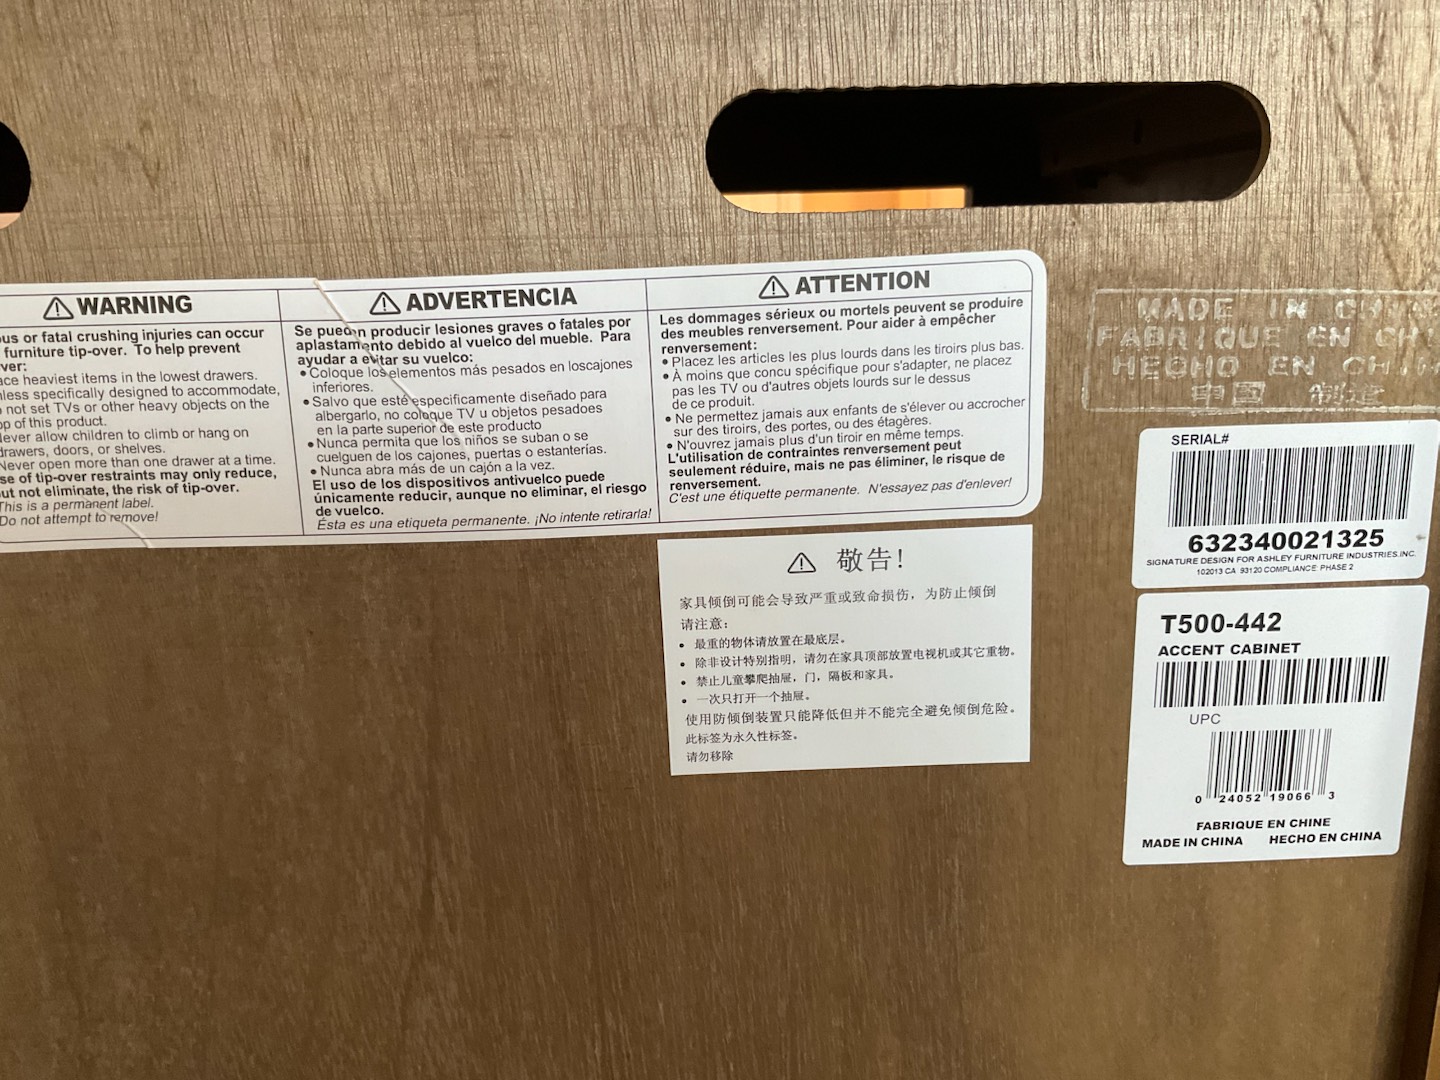 WARNING
us or fatal crushing injuries can occur
furniture tip-over. To help prevent
ver:
ace heaviest items in the lowest drawers.
nless specifically designed to accommodate,
not set TVs or other heavy objects on the
op of this product.
Never allow children to climb or hang on
drawers, doors, or shelves.
Never open more than one drawer at a time.
se of tip-over restraints may only reduce,
ut not eliminate, the risk of tip-over.
This is a permanent label.
Do not attempt to remove!
ADVERTENCIA
Se pueden producir lesiones graves o fatales por
aplastamento debido al vuelco del mueble. Para
ayudar a evitar su vuelco:
• Coloque los elementos más pesados en loscajones
inferiores.
• Salvo que esté especificamente diseñado para
albergarlo, no coloque TV u objetos pesadoes
en la parte superior de este producto
• Nunca permita que los niños se suban o se
cuelguen de los cajones, puertas o estanterías.
• Nunca abra más de un cajón a la vez.
El uso de los dispositivos antivuelco puede
únicamente reducir, aunque no eliminar, el riesgo
de vuelco.
Ésta es una etiqueta permanente. ¡No intente retirarla!
ATTENTION
Les dommages sérieux ou mortels peuvent se produire
des meubles renversement. Pour aider à empêcher
renversement:
• Placez les articles les plus lourds dans les tiroirs plus bas.
• À moins que concu spécifique pour s'adapter, ne placez
pas les TV ou d'autres objets lourds sur le dessus
de ce produit.
• Ne permettez jamais aux enfants de s'élever ou accrocher
sur des tiroirs, des portes, ou des étagères.
• N'ouvrez jamais plus d'un tiroir en même temps.
L'utilisation de contraintes renversement peut
seulement réduire, mais ne pas éliminer, le risque de
renversement.
C'est une étiquette permanente. N'essayez pas d'enlever!
敬告!
家具倾倒可能会导致严重或致命损伤，为防止倾倒
请注意：
• 最重的物体请放置在最底层。
• 除非设计特别指明，请勿在家具顶部放置电视机或其它重物。
• 禁止儿童攀爬抽屉，门，隔板和家具。
• 一次只打开一个抽屉。
使用防倾倒装置只能降低但并不能完全避免倾倒危险。
此标签为永久性标签。
请勿移除
MADE IN CHIN
FABRIQUE EN CHI
HECHO EN CHIN
中國 制造
SERIAL#
632340021325
SIGNATURE DESIGN FOR ASHLEY FURNITURE INDUSTRIES.INC.
102013 CA 93120 COMPLIANCE: PHASE 2
T500-442
ACCENT CABINET
UPC
0 24052 19066 3
FABRIQUE EN CHINE
MADE IN CHINA HECHO EN CHINA